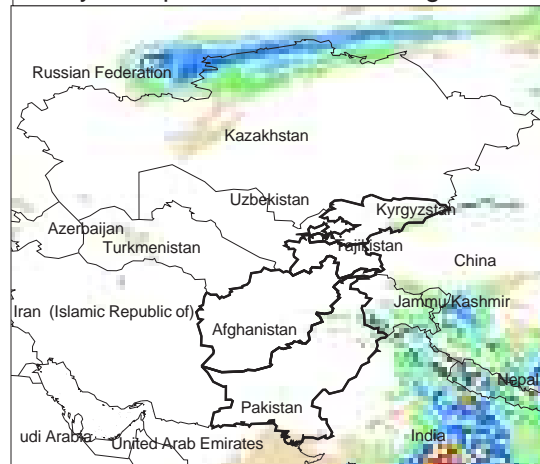 Russian Federation
Kazakhstan
Uzbekistan
Kyrgyzstan
Azerbaijan
Turkmenistan
Tajikistan
China
Iran (Islamic Republic of)
Jammu/Kashmir
Afghanistan
Nepal
Pakistan
udi Arabia
United Arab Emirates
India